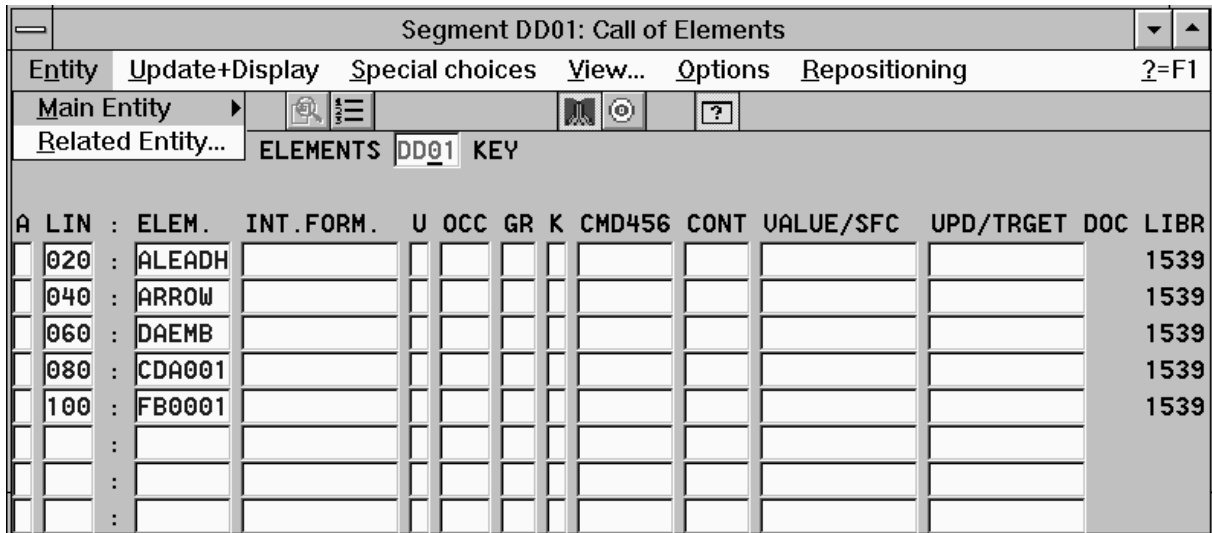 Segment DD01: Call of Elements
Entity Update+Display Special choices View... Options Repositioning ?=F1
Main Entity
Related Entity...
ELEMENTS DD01 KEY
A LIN : ELEM. INT.FORM. U OCC GR K CMD456 CONT VALUE/SFC UPD/TRGET DOC LIBR
020 : ALEADH 1539
040 : ARROW 1539
060 : DAEMB 1539
080 : CDA001 1539
100 : FB0001 1539
:
:
: